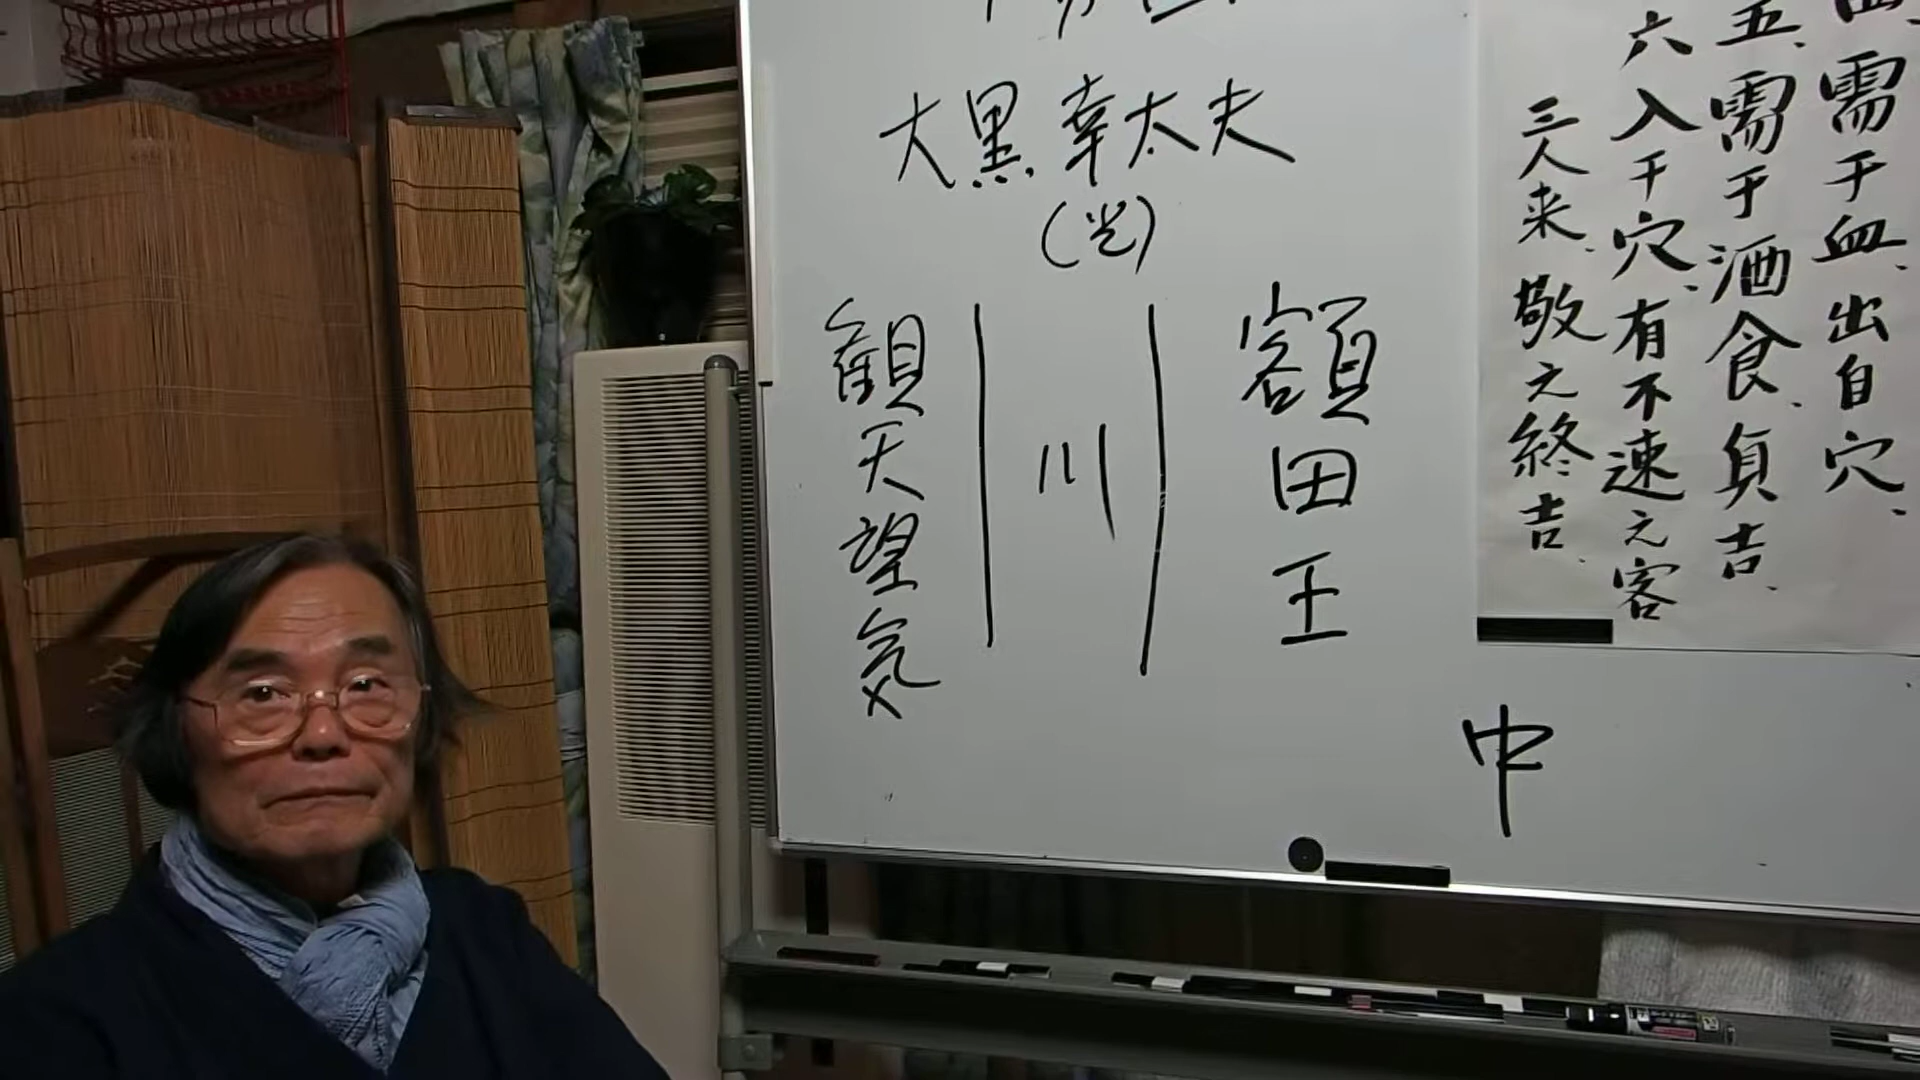 大黒幸太夫
(光)
額田王
川
観天望気
中
需于血、出自穴、
五、需于酒食、貞吉、
六入于穴、有不速之客
三人来、敬之終吉、